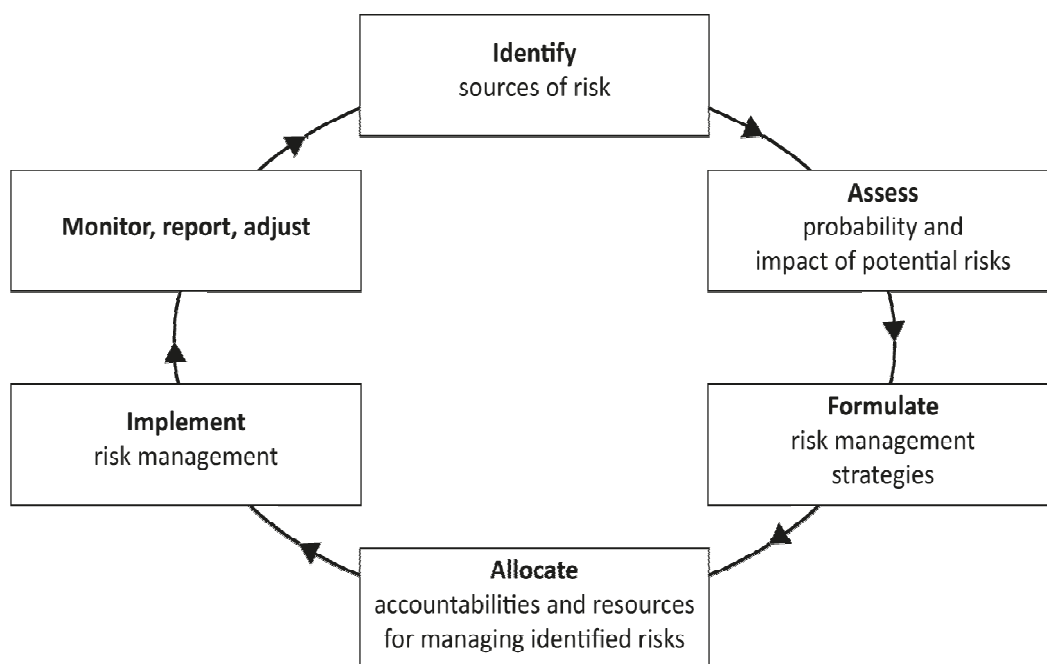 Identify
sources of risk
Assess
probability and
impact of potential risks
Formulate
risk management
strategies
Allocate
accountabilities and resources
for managing identified risks
Implement
risk management
Monitor, report, adjust